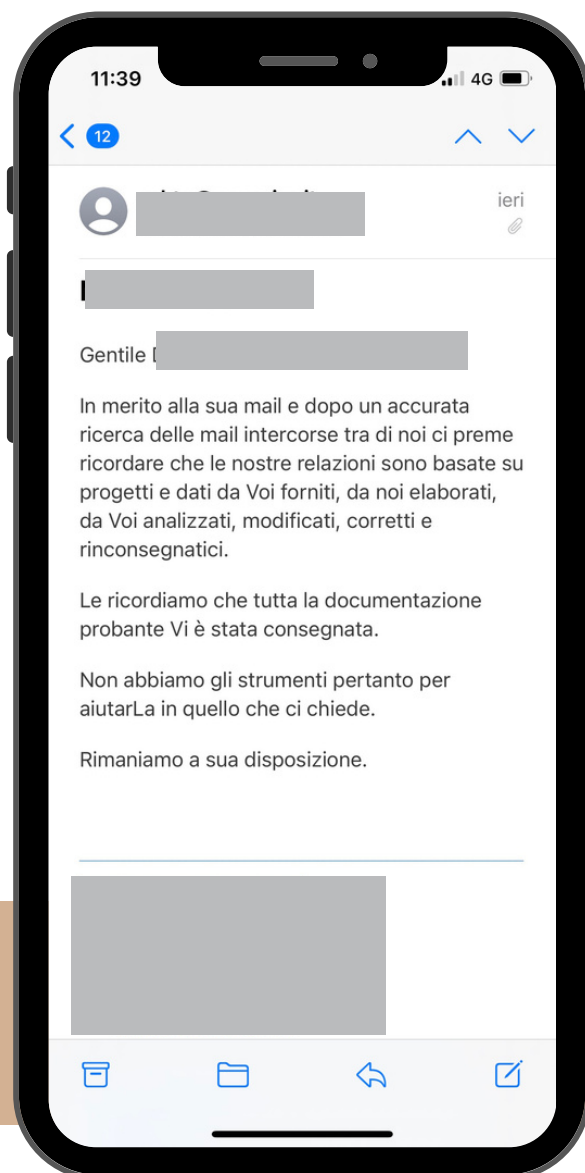 11:39
4G
12
ieri
Gentile
In merito alla sua mail e dopo un accurata
ricerca delle mail intercorse tra di noi ci preme
ricordare che le nostre relazioni sono basate su
progetti e dati da Voi forniti, da noi elaborati,
da Voi analizzati, modificati, corretti e
rinconsegnatici.
Le ricordiamo che tutta la documentazione
probante Vi è stata consegnata.
Non abbiamo gli strumenti pertanto per
aiutarLa in quello che ci chiede.
Rimaniamo a sua disposizione.